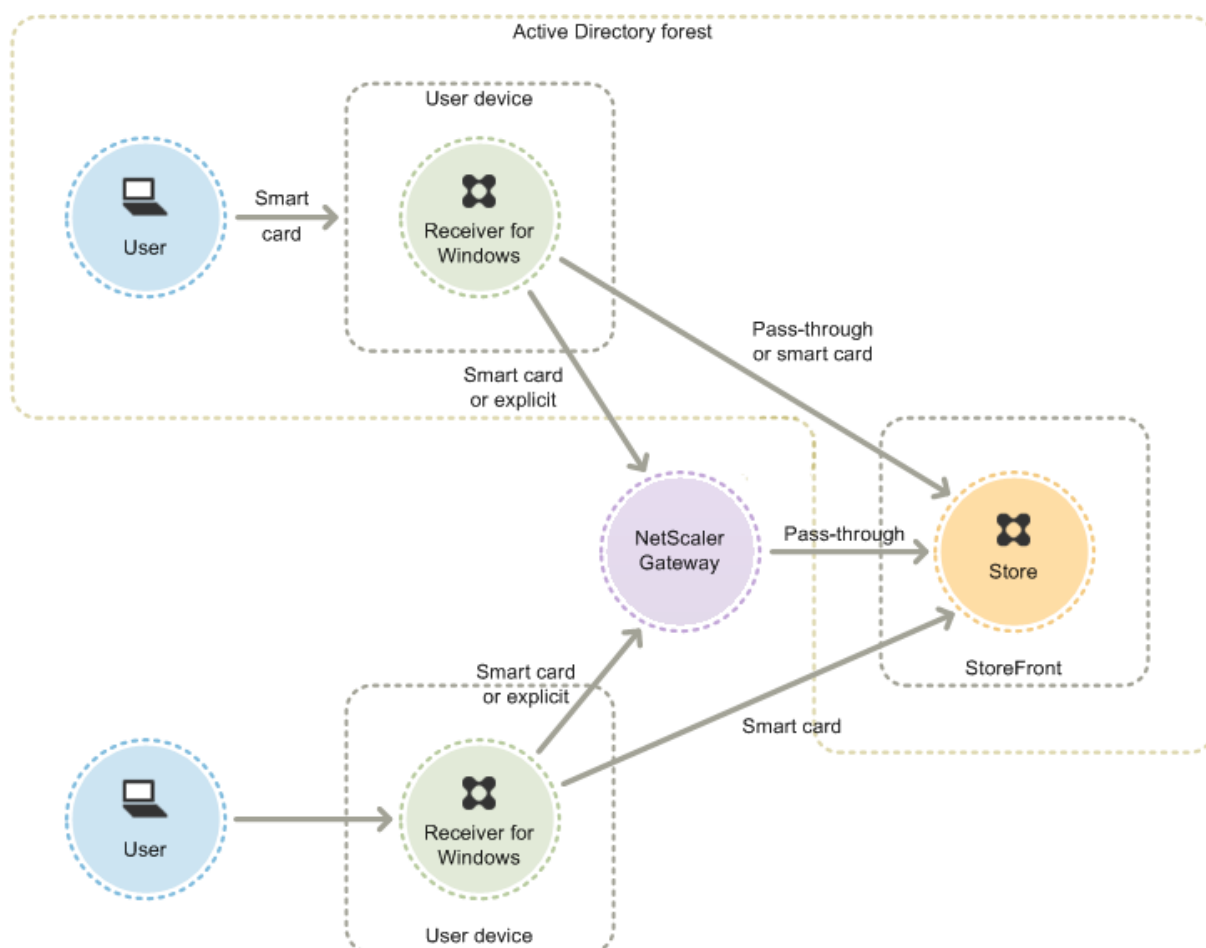 Active Directory forest
User device
User
Smart
card
Receiver for
Windows
Pass-through
or smart card
Smart card
or explicit
NetScaler
Gateway
Pass-through
Store
StoreFront
Smart card
or explicit
Smart card
User
Receiver for
Windows
User device